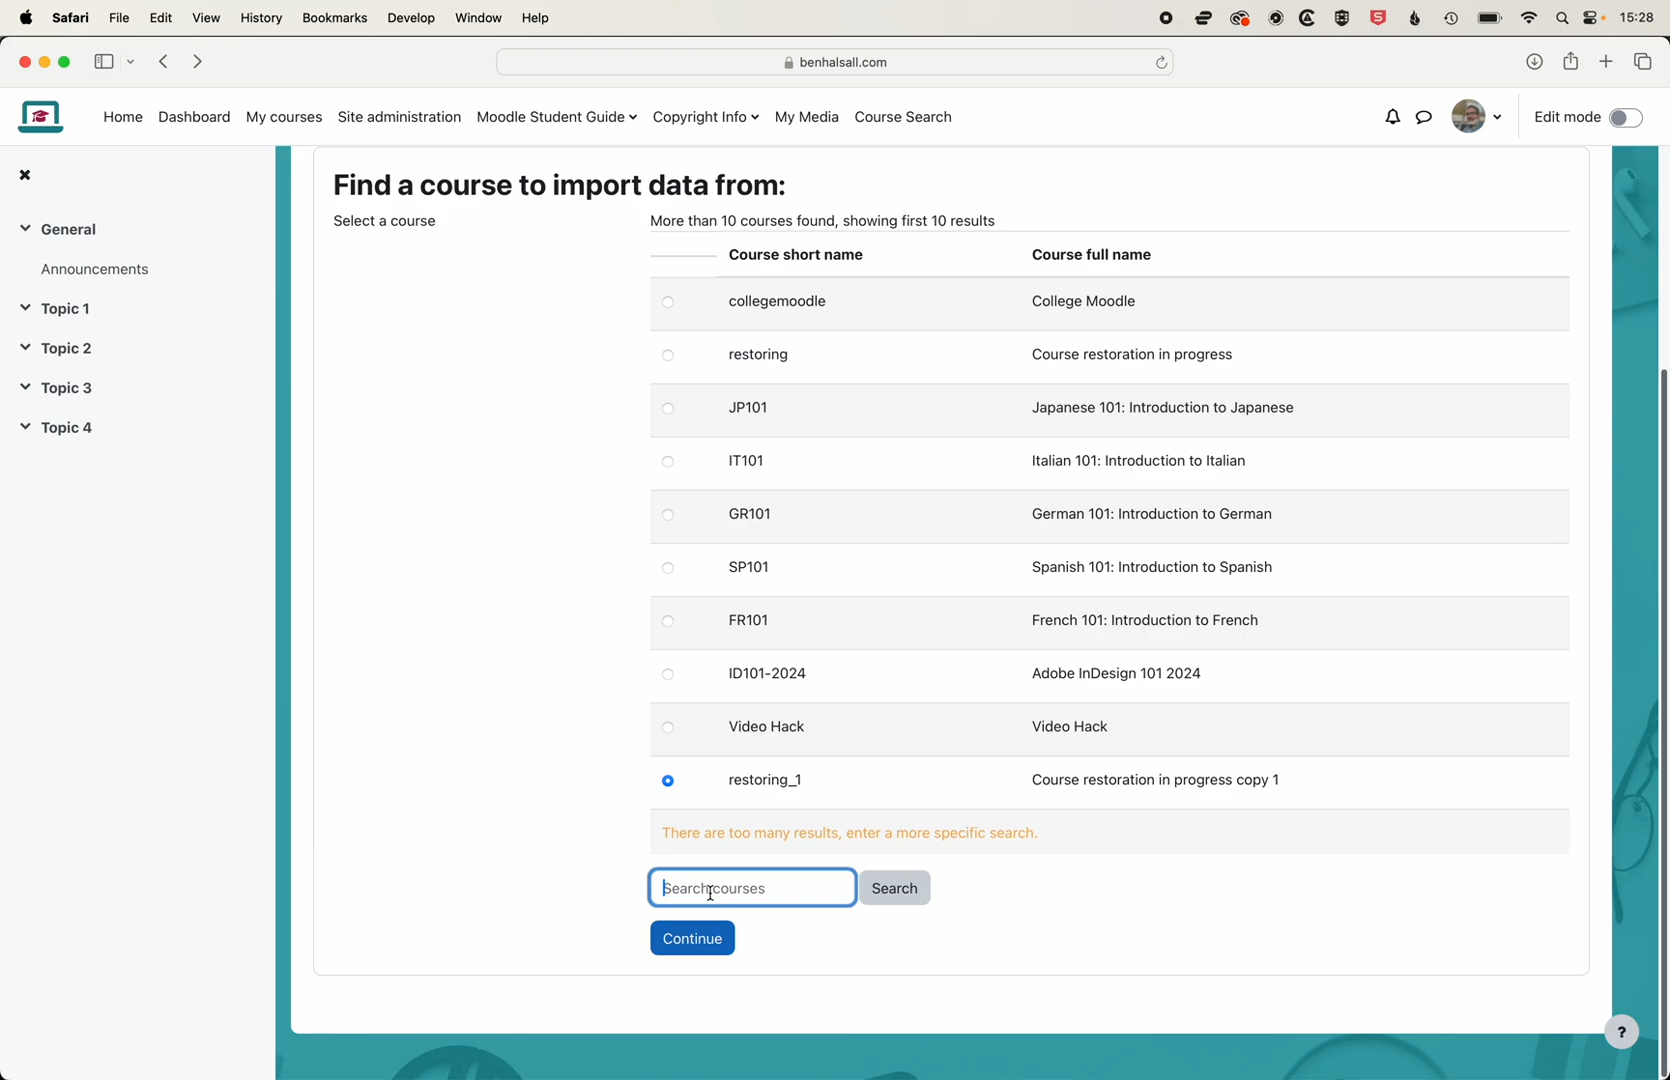 Safari File Edit View History Bookmarks Develop Window Help 15:28
benhalsall.com
Home Dashboard My courses Site administration Moodle Student Guide Copyright Info My Media Course Search Edit mode
General
Announcements
Topic 1
Topic 2
Topic 3
Topic 4
Find a course to import data from:
Select a course More than 10 courses found, showing first 10 results
Course short name Course full name
collegemoodle College Moodle
restoring Course restoration in progress
JP101 Japanese 101: Introduction to Japanese
IT101 Italian 101: Introduction to Italian
GR101 German 101: Introduction to German
SP101 Spanish 101: Introduction to Spanish
FR101 French 101: Introduction to French
ID101-2024 Adobe InDesign 101 2024
Video Hack Video Hack
restoring_1 Course restoration in progress copy 1
There are too many results, enter a more specific search.
Search courses Search
Continue
?